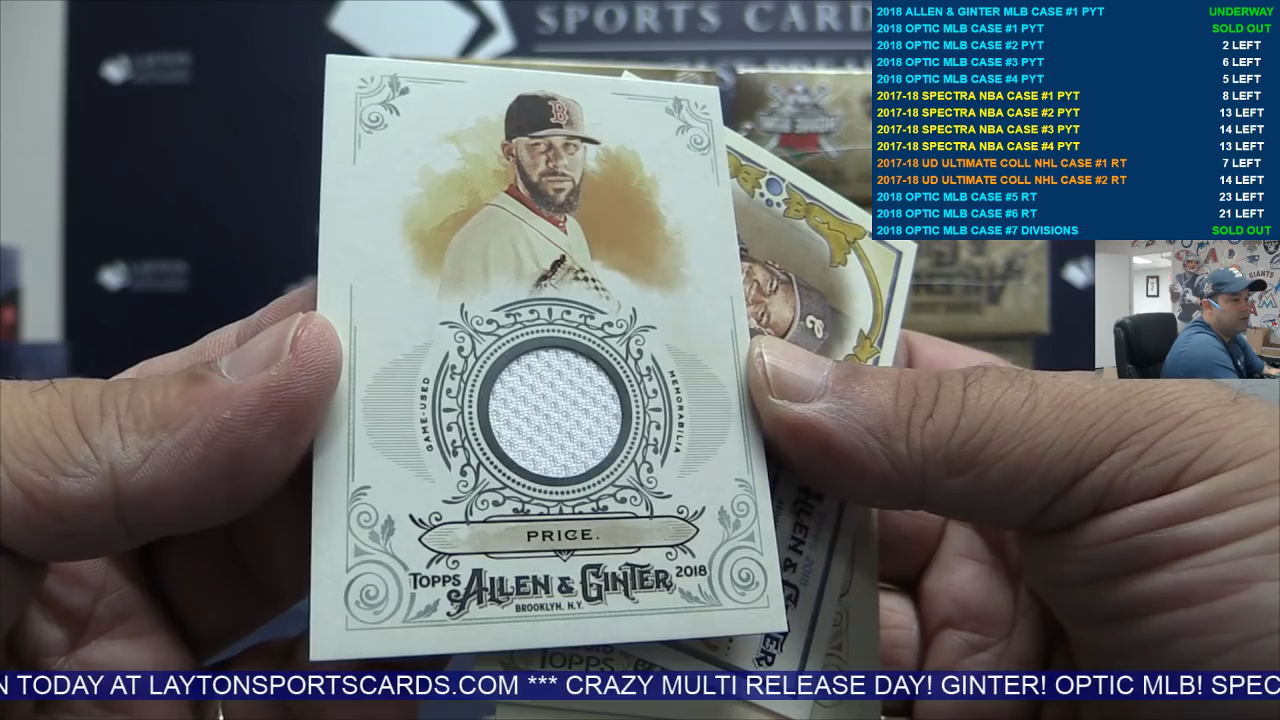 SPORTS CARDS
2018 ALLEN & GINTER MLB CASE #1 PYT UNDERWAY
2018 OPTIC MLB CASE #1 PYT SOLD OUT
2018 OPTIC MLB CASE #2 PYT 2 LEFT
2018 OPTIC MLB CASE #3 PYT 6 LEFT
2018 OPTIC MLB CASE #4 PYT 5 LEFT
2017-18 SPECTRA NBA CASE #1 PYT 8 LEFT
2017-18 SPECTRA NBA CASE #2 PYT 13 LEFT
2017-18 SPECTRA NBA CASE #3 PYT 14 LEFT
2017-18 SPECTRA NBA CASE #4 PYT 13 LEFT
2017-18 UD ULTIMATE COLL NHL CASE #1 RT 7 LEFT
2017-18 UD ULTIMATE COLL NHL CASE #2 RT 14 LEFT
2018 OPTIC MLB CASE #5 RT 23 LEFT
2018 OPTIC MLB CASE #6 RT 21 LEFT
2018 OPTIC MLB CASE #7 DIVISIONS SOLD OUT
LAYTON
LAYTON
GIANTS
B
GAME-USED
MEMORABILIA
PRICE.
TOPPS ALLEN & GINTER 2018
BROOKLYN, N.Y.
TOPPS
N TODAY AT LAYTONSPORTSCARDS.COM *** CRAZY MULTI RELEASE DAY! GINTER! OPTIC MLB! SPEC